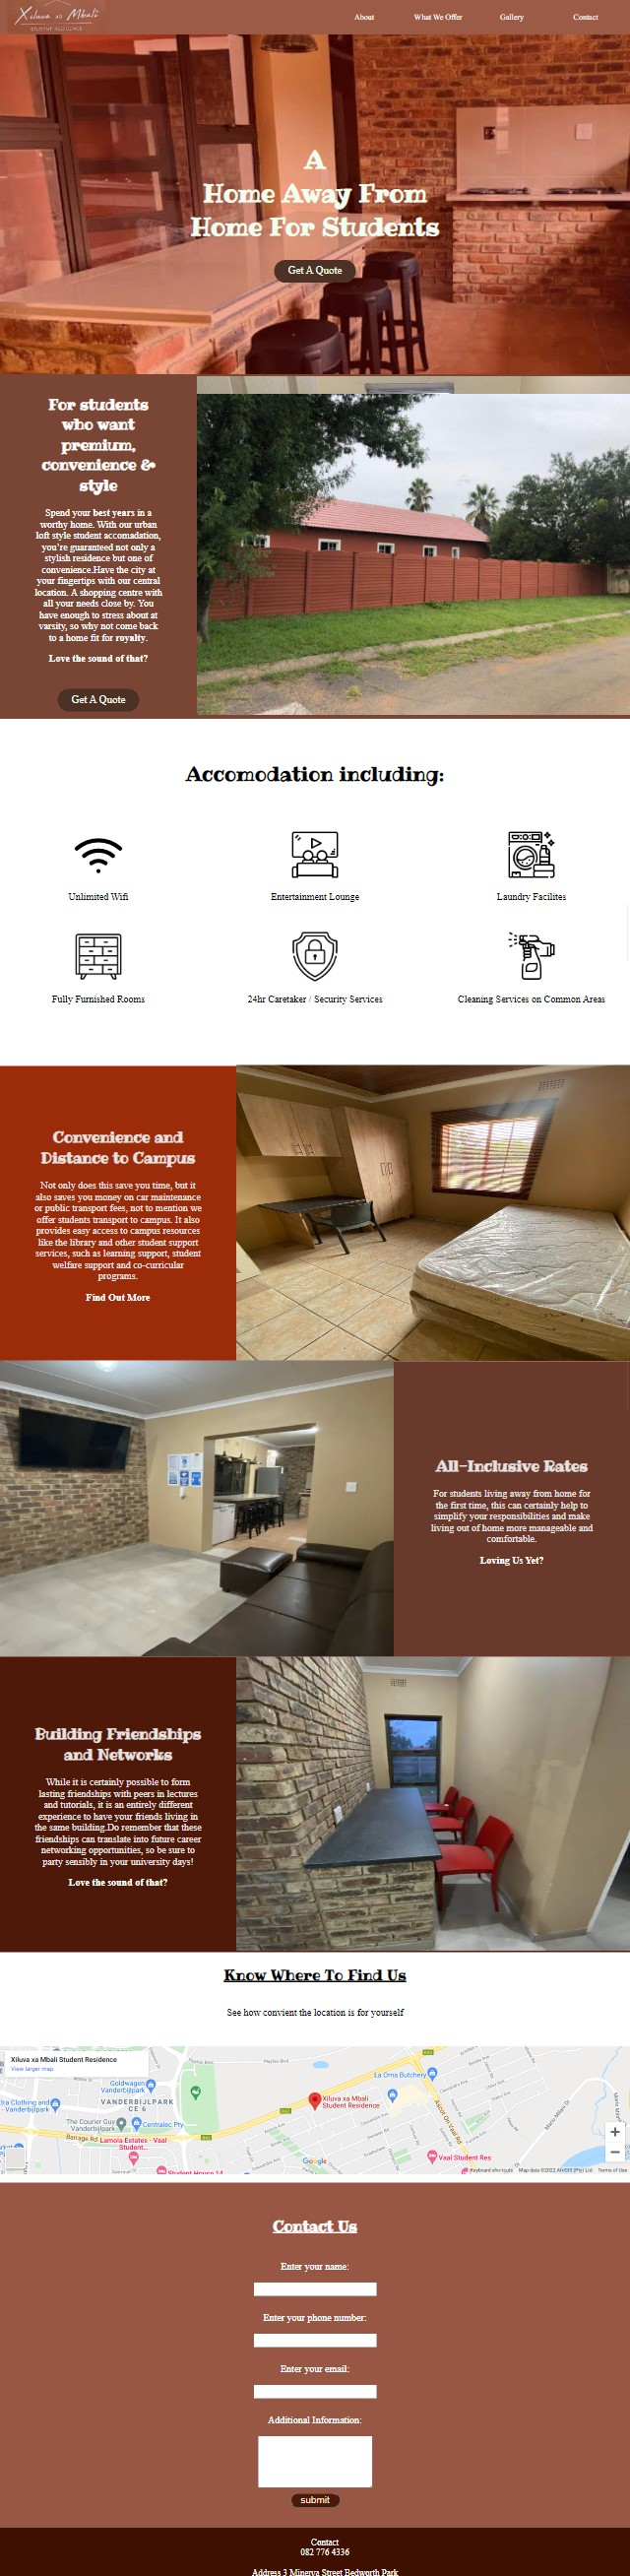 Xiluva xa Mbali
STUDENT RESIDENCE
About
What We Offer
Gallery
Contact
A
Home Away From
Home For Students
Get A Quote
For students
who want
premium,
convenience &
style
Spend your best years in a
worthy home. With our urban
loft style student accomadation,
you're guaranteed not only a
stylish residence but one of
convenience.Have the city at
your fingertips with our central
location. A shopping centre with
all your needs close by. You
have enough to stress about at
varsity, so why not come back
to a home fit for royalty.
Love the sound of that?
Get A Quote
Accomodation including:
Unlimited Wifi
Entertainment Lounge
Laundry Facilites
Fully Furnished Rooms
24hr Caretaker / Security Services
Cleaning Services on Common Areas
Convenience and
Distance to Campus
Not only does this save you time, but it
also saves you money on car maintenance
or public transport fees, not to mention we
offer students transport to campus. It also
provides easy access to campus resources
like the library and other student support
services, such as learning support, student
welfare support and co-curricular
programs.
Find Out More
All-Inclusive Rates
For students living away from home for
the first time, this can certainly help to
simplify your responsibilities and make
living out of home more manageable and
comfortable.
Loving Us Yet?
Building Friendships
and Networks
While it is certainly possible to form
lasting friendships with peers in lectures
and tutorials, it is an entirely different
experience to have your friends living in
the same building.Do remember that these
friendships can translate into future career
networking opportunities, so be sure to
party sensibly in your university days!
Love the sound of that?
Know Where To Find Us
See how convient the location is for yourself
Xiluva xa Mbali Student Residence
View larger map
Goldwagen
Vanderbijlpark
VANDERBIJLPARK
CE 6
tra Clothing and
Vanderbijlpark
The Courier Guy
Vanderbijlpark
Centalec Pty
Barrage Rd
Lamola Estates - Vaal
Student...
Student House 14
Xiluva xa Mbali
Student Residence
La Oma Butchery
Ascot On Vaal Rd
Vaal Student Res
Google
Keyboard shortcuts
Map data ©2022 AfriGIS (Pty) Ltd
Terms of Use
Contact Us
Enter your name:
Enter your phone number:
Enter your email:
Additional Information:
submit
Contact
082 776 4336
Address 3 Minerva Street Bedworth Park